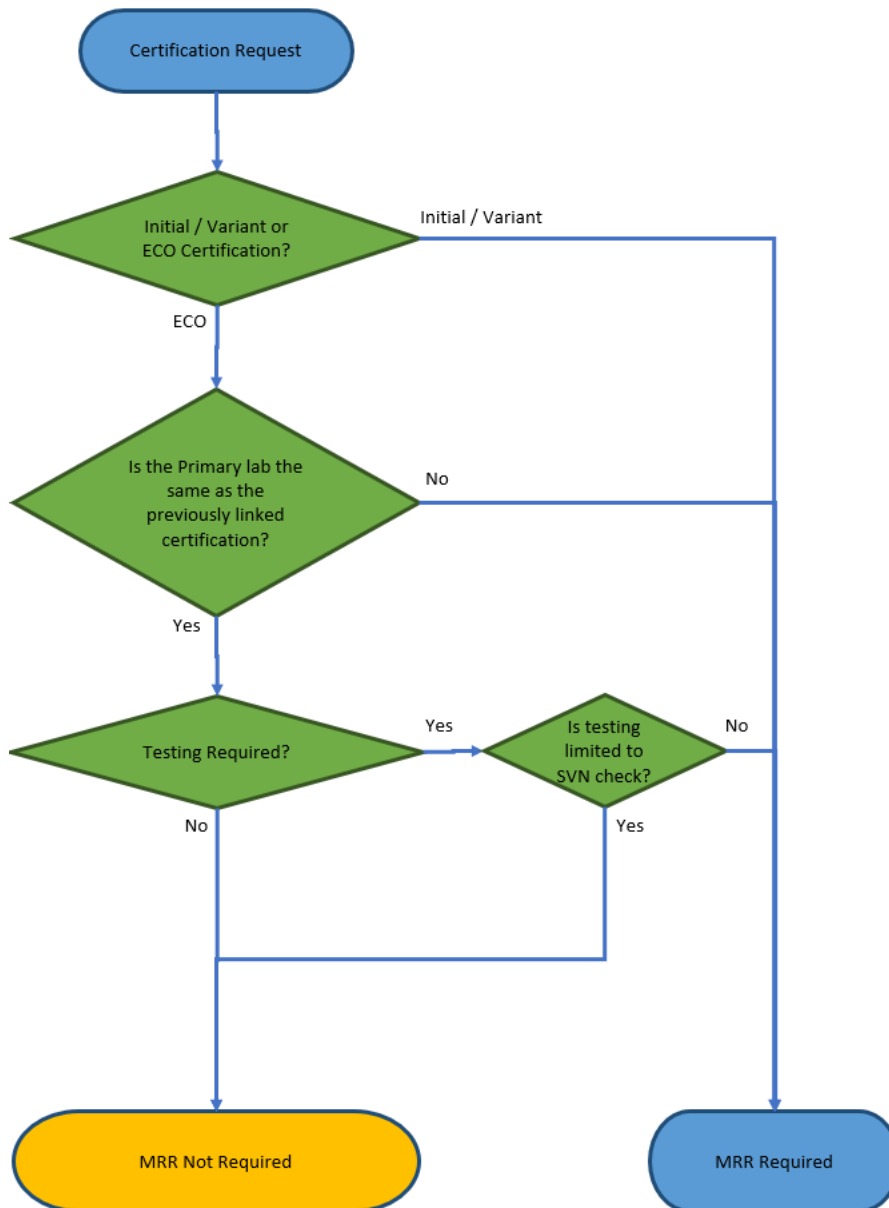 Certification Request
Initial / Variant or
ECO Certification?
Initial / Variant
ECO
Is the Primary lab the
same as the
previously linked
certification?
No
Yes
Testing Required?
Yes
Is testing
limited to
SVN check?
No
No
Yes
MRR Not Required
MRR Required